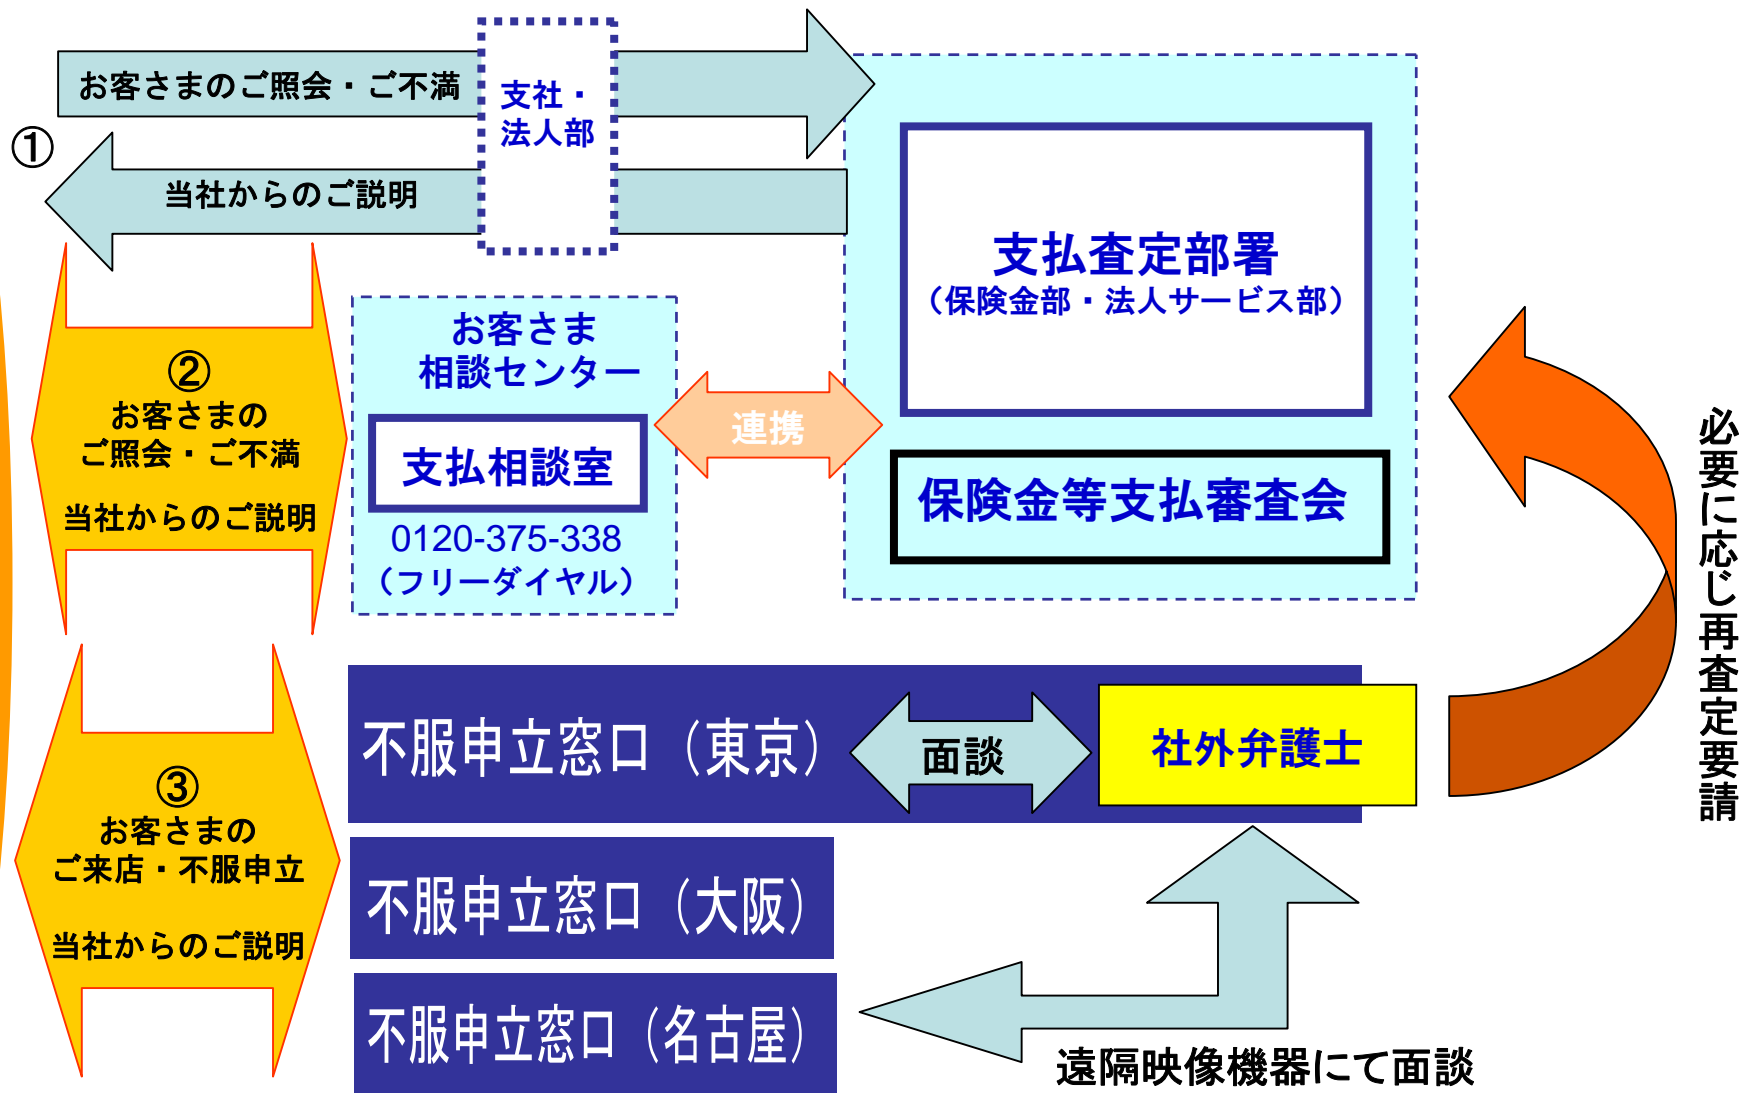 お客さまのご照会・ご不満
支社・
法人部
①
当社からのご説明
支払査定部署
（保険金部・法人サービス部）
お客さま
相談センター
②
お客さまの
ご照会・ご不満
当社からのご説明
連携
支払相談室
0120-375-338
（フリーダイヤル）
保険金等支払審査会
必要に応じ再査定要請
不服申立窓口（東京）
面談
社外弁護士
③
お客さまの
ご来店・不服申立
当社からのご説明
不服申立窓口（大阪）
不服申立窓口（名古屋）
遠隔映像機器にて面談